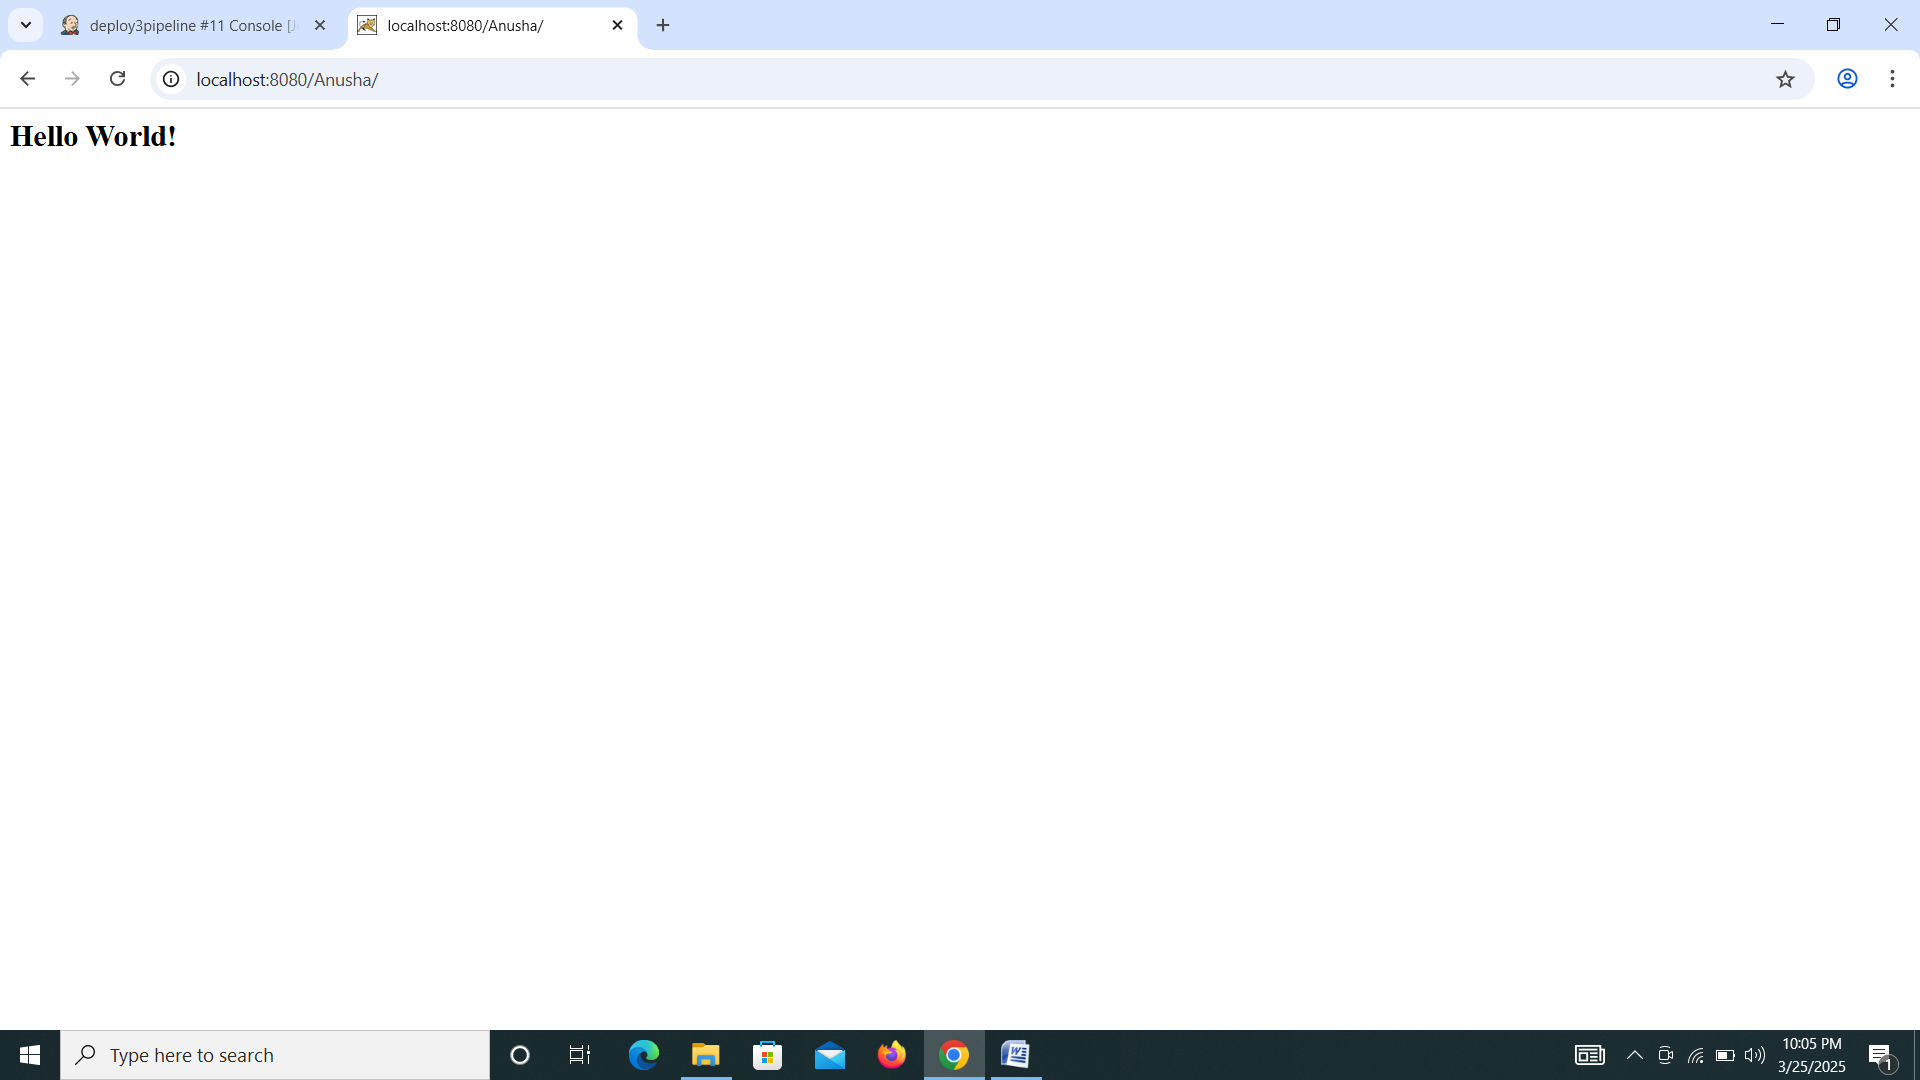 deploy3pipeline #11 Console [J
localhost:8080/Anusha/
localhost:8080/Anusha/
Hello World!
Type here to search
10:05 PM
3/25/2025
1